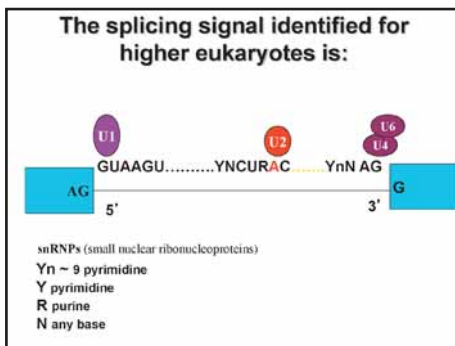 The splicing signal identified for
higher eukaryotes is:
U1
U2
U6
U4
GUAAGU..........YNCURAC.......YnN AG
AG
G
5’
3’
snRNPs (small nuclear ribonucleoproteins)
Yn ~ 9 pyrimidine
Y pyrimidine
R purine
N any base